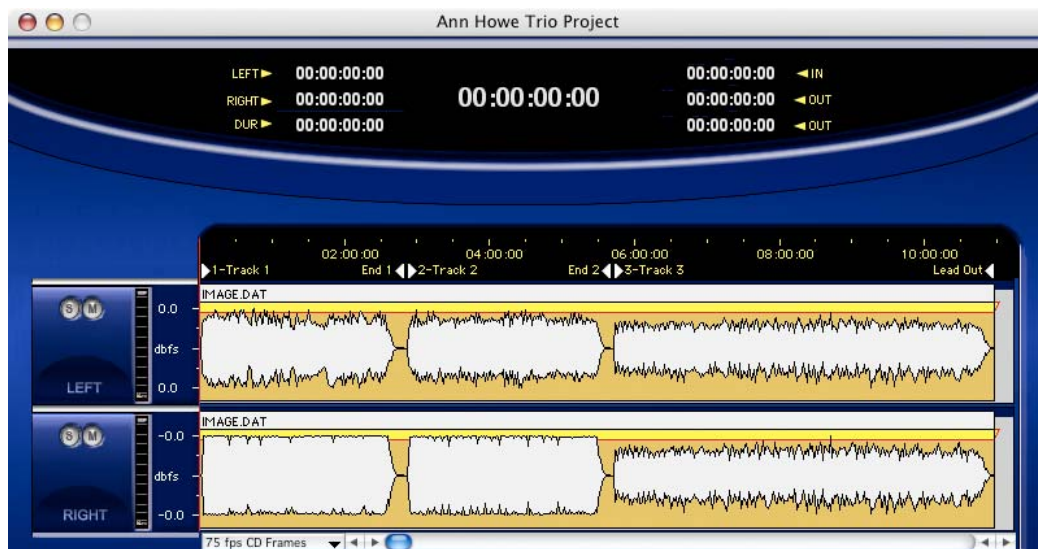 Ann Howe Trio Project
LEFT 00:00:00:00 00:00:00:00 00:00:00:00 IN
RIGHT 00:00:00:00 00:00:00:00 OUT
DUR 00:00:00:00 00:00:00:00 OUT
02:00:00 04:00:00 06:00:00 08:00:00 10:00:00
1-Track 1 End 1 2-Track 2 End 2 3-Track 3 Lead Out
IMAGE.DAT
S M 0.0
dbfs
LEFT 0.0
IMAGE.DAT
S M -0.0
dbfs
RIGHT -0.0
75 fps CD Frames